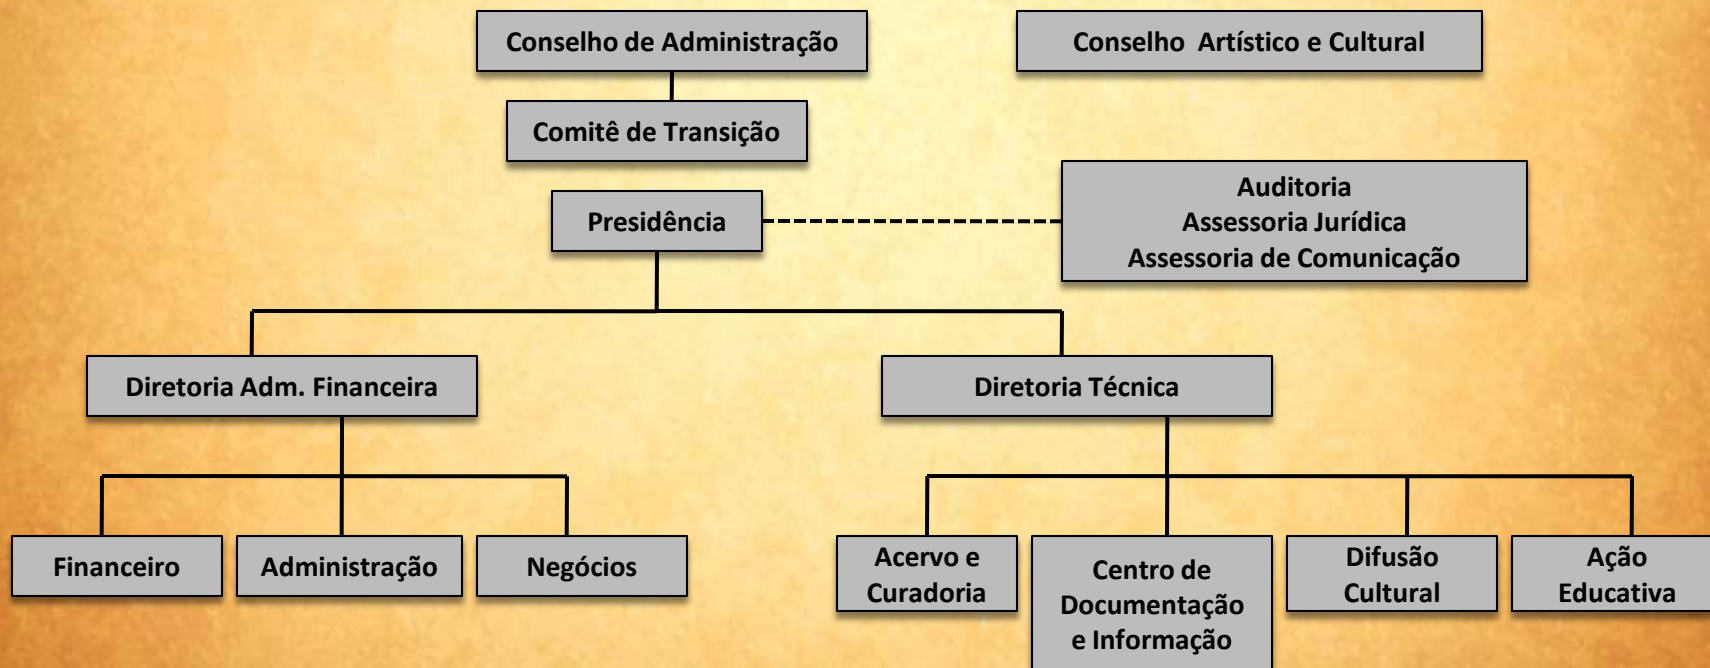 Conselho de Administração
Conselho Artístico e Cultural
Comitê de Transição
Presidência
Auditoria
Assessoria Jurídica
Assessoria de Comunicação
Diretoria Adm. Financeira
Diretoria Técnica
Financeiro
Administração
Negócios
Acervo e
Curadoria
Centro de
Documentação
e Informação
Difusão
Cultural
Ação
Educativa